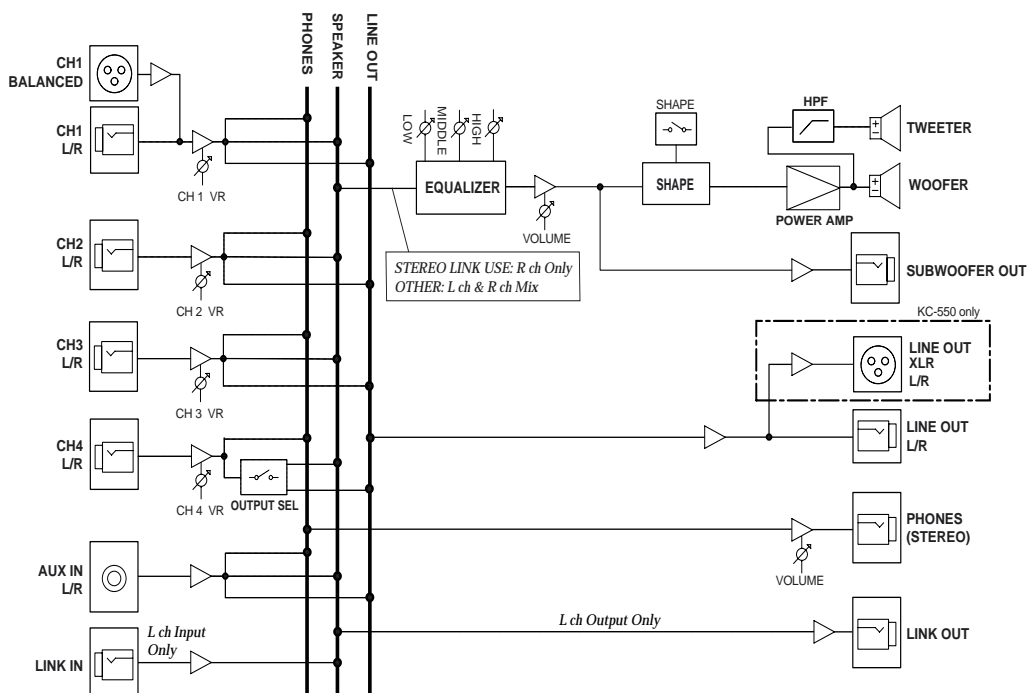 PHONES
SPEAKER
LINE OUT
CH1
BALANCED
CH1
L/R
CH 1 VR
CH2
L/R
CH 2 VR
CH3
L/R
CH 3 VR
CH4
L/R
CH 4 VR
OUTPUT SEL
AUX IN
L/R
L ch Input
Only
LINK IN
LOW
MIDDLE
HIGH
EQUALIZER
VOLUME
STEREO LINK USE: R ch Only
OTHER: L ch & R ch Mix
SHAPE
SHAPE
HPF
POWER AMP
TWEETER
WOOFER
SUBWOOFER OUT
KC-550 only
LINE OUT
XLR
L/R
LINE OUT
L/R
PHONES
(STEREO)
VOLUME
L ch Output Only
LINK OUT